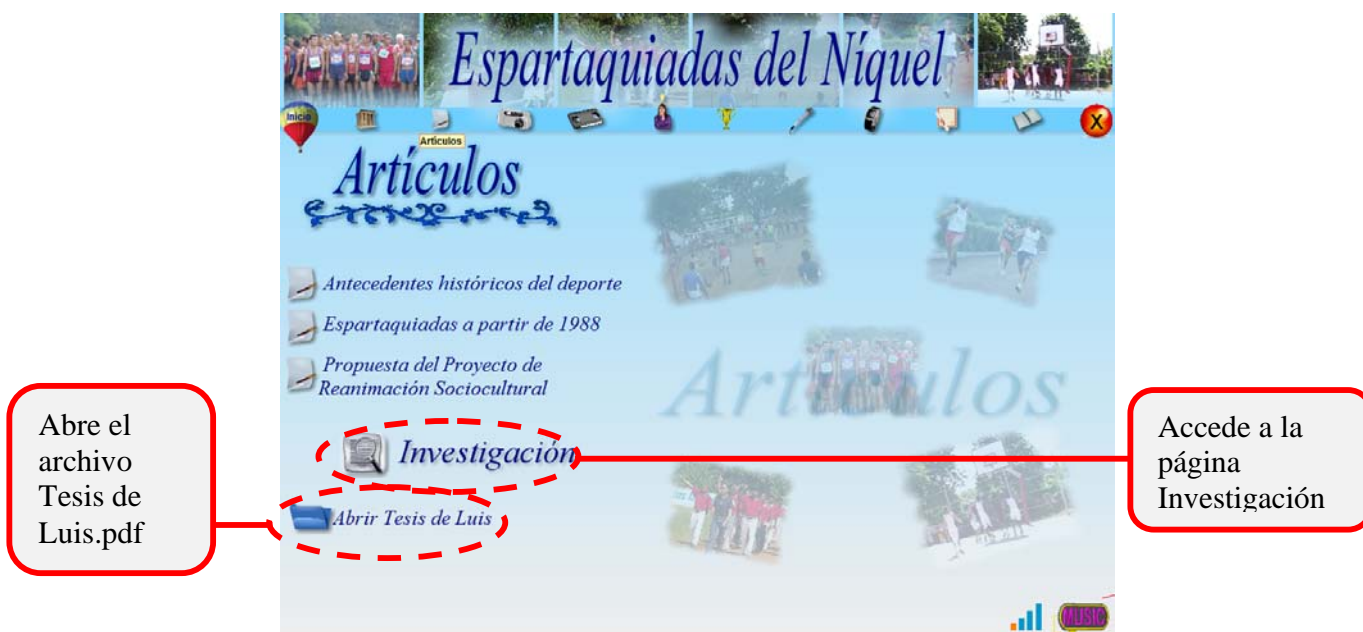 Espartaquiadas del Níquel
Inicio
X
Artículos
Artículos
Antecedentes históricos del deporte
Espartaquiadas a partir de 1988
Propuesta del Proyecto de
Reanimación Sociocultural
Artículos
Investigación
Abrir Tesis de Luis
Abre el
archivo
Tesis de
Luis.pdf
Accede a la
página
Investigación
MUSIC